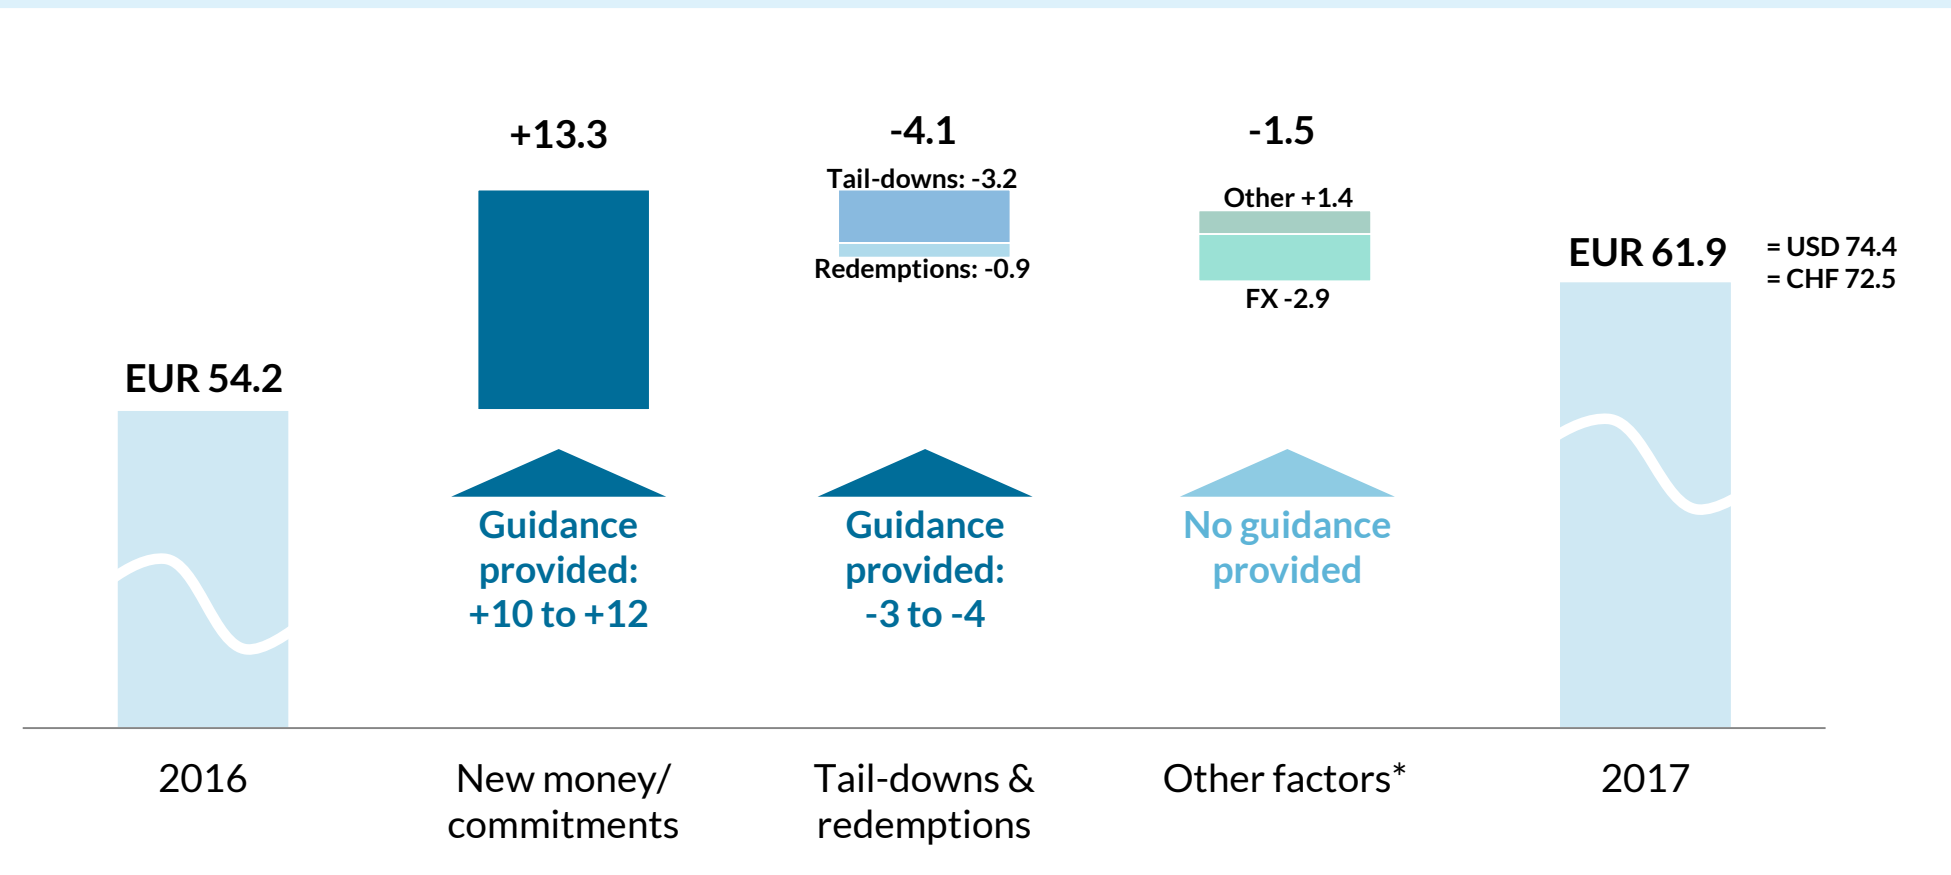 +13.3
-4.1
-1.5
Tail-downs: -3.2
Other +1.4
Redemptions: -0.9
FX -2.9
EUR 61.9
= USD 74.4
= CHF 72.5
EUR 54.2
Guidance
provided:
+10 to +12
Guidance
provided:
-3 to -4
No guidance
provided
2016
New money/
commitments
Tail-downs &
redemptions
Other factors*
2017